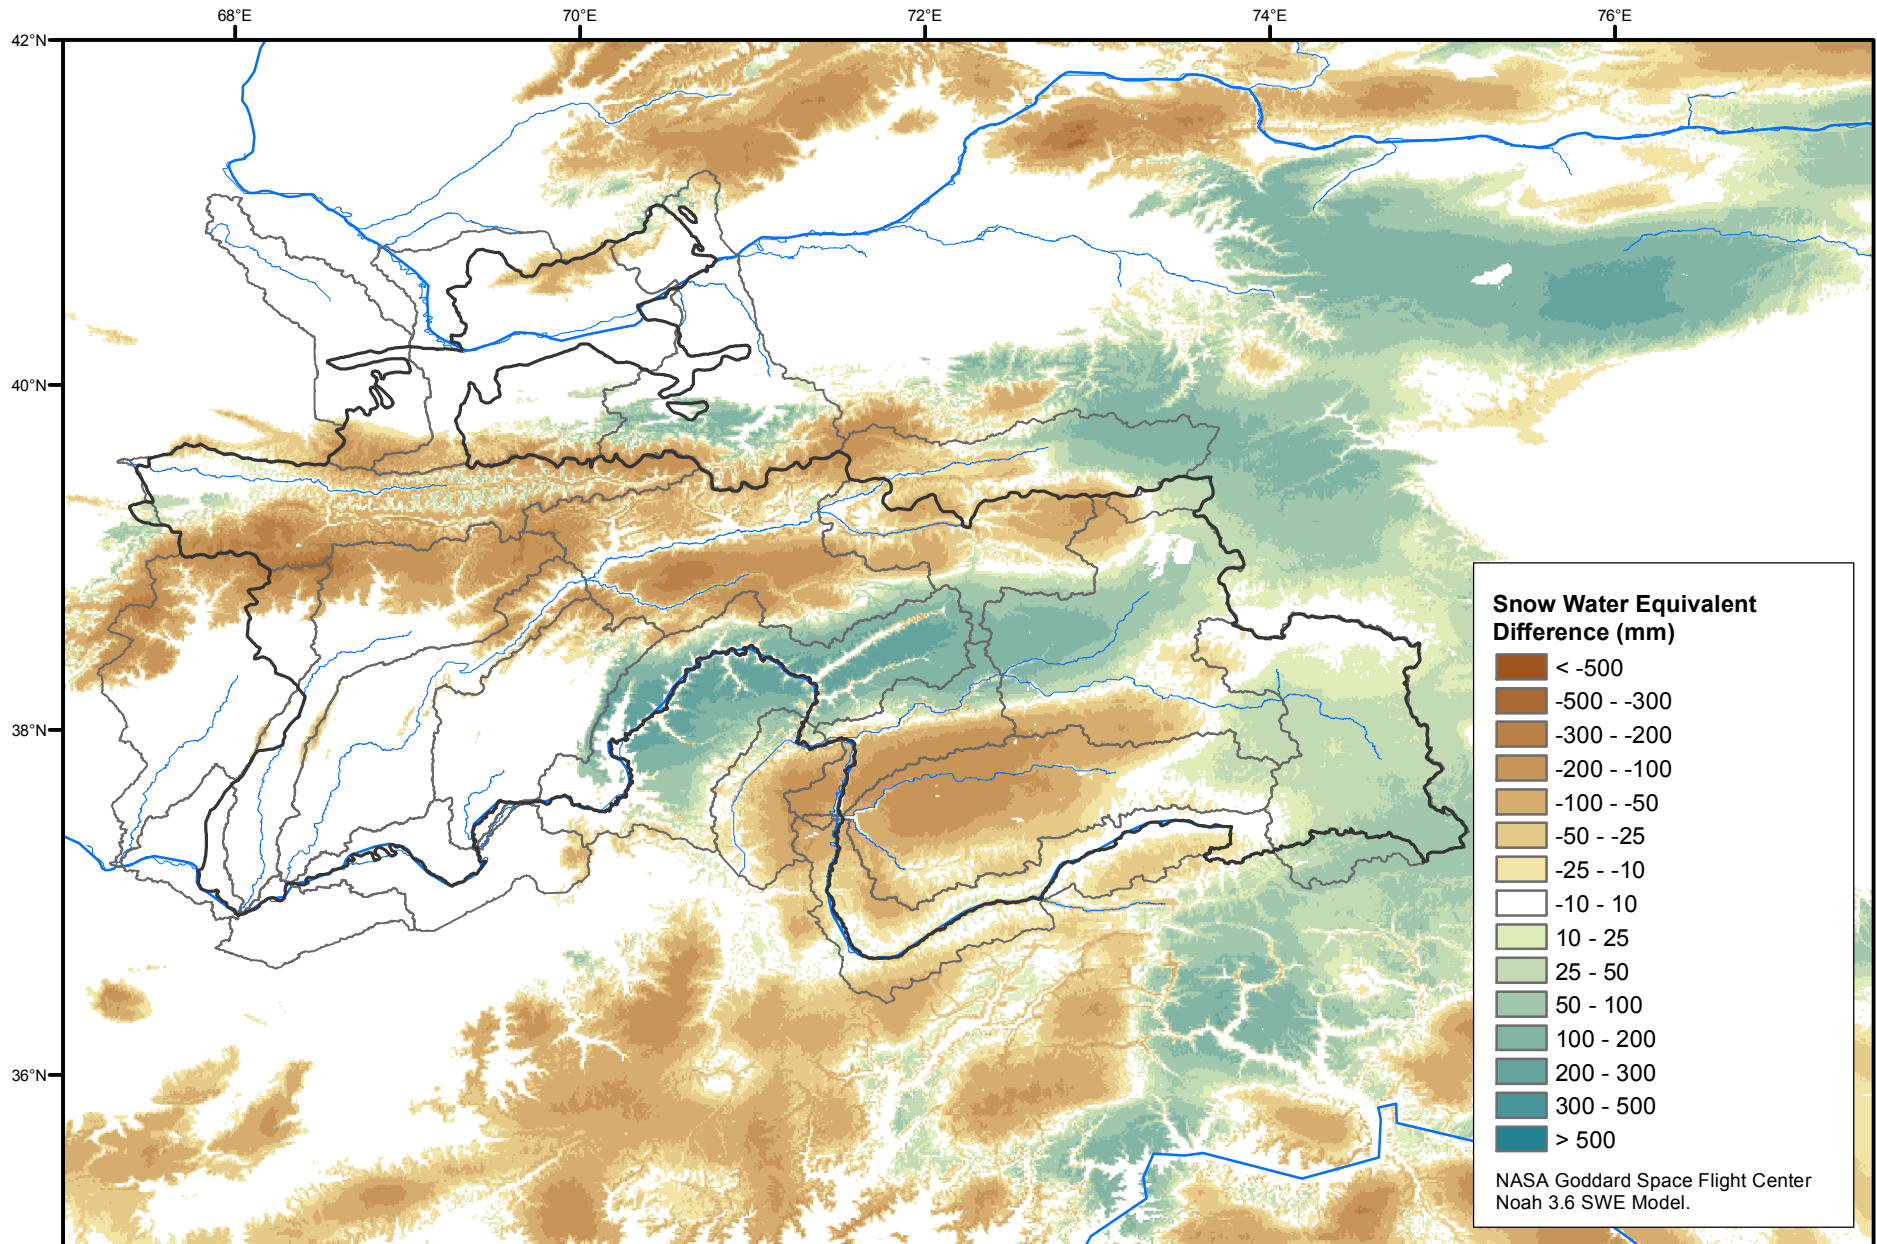 68°E 70°E 72°E 74°E 76°E
42°N
40°N
38°N
36°N
Snow Water Equivalent
Difference (mm)
< -500
-500 - -300
-300 - -200
-200 - -100
-100 - -50
-50 - -25
-25 - -10
-10 - 10
10 - 25
25 - 50
50 - 100
100 - 200
200 - 300
300 - 500
> 500
NASA Goddard Space Flight Center
Noah 3.6 SWE Model.